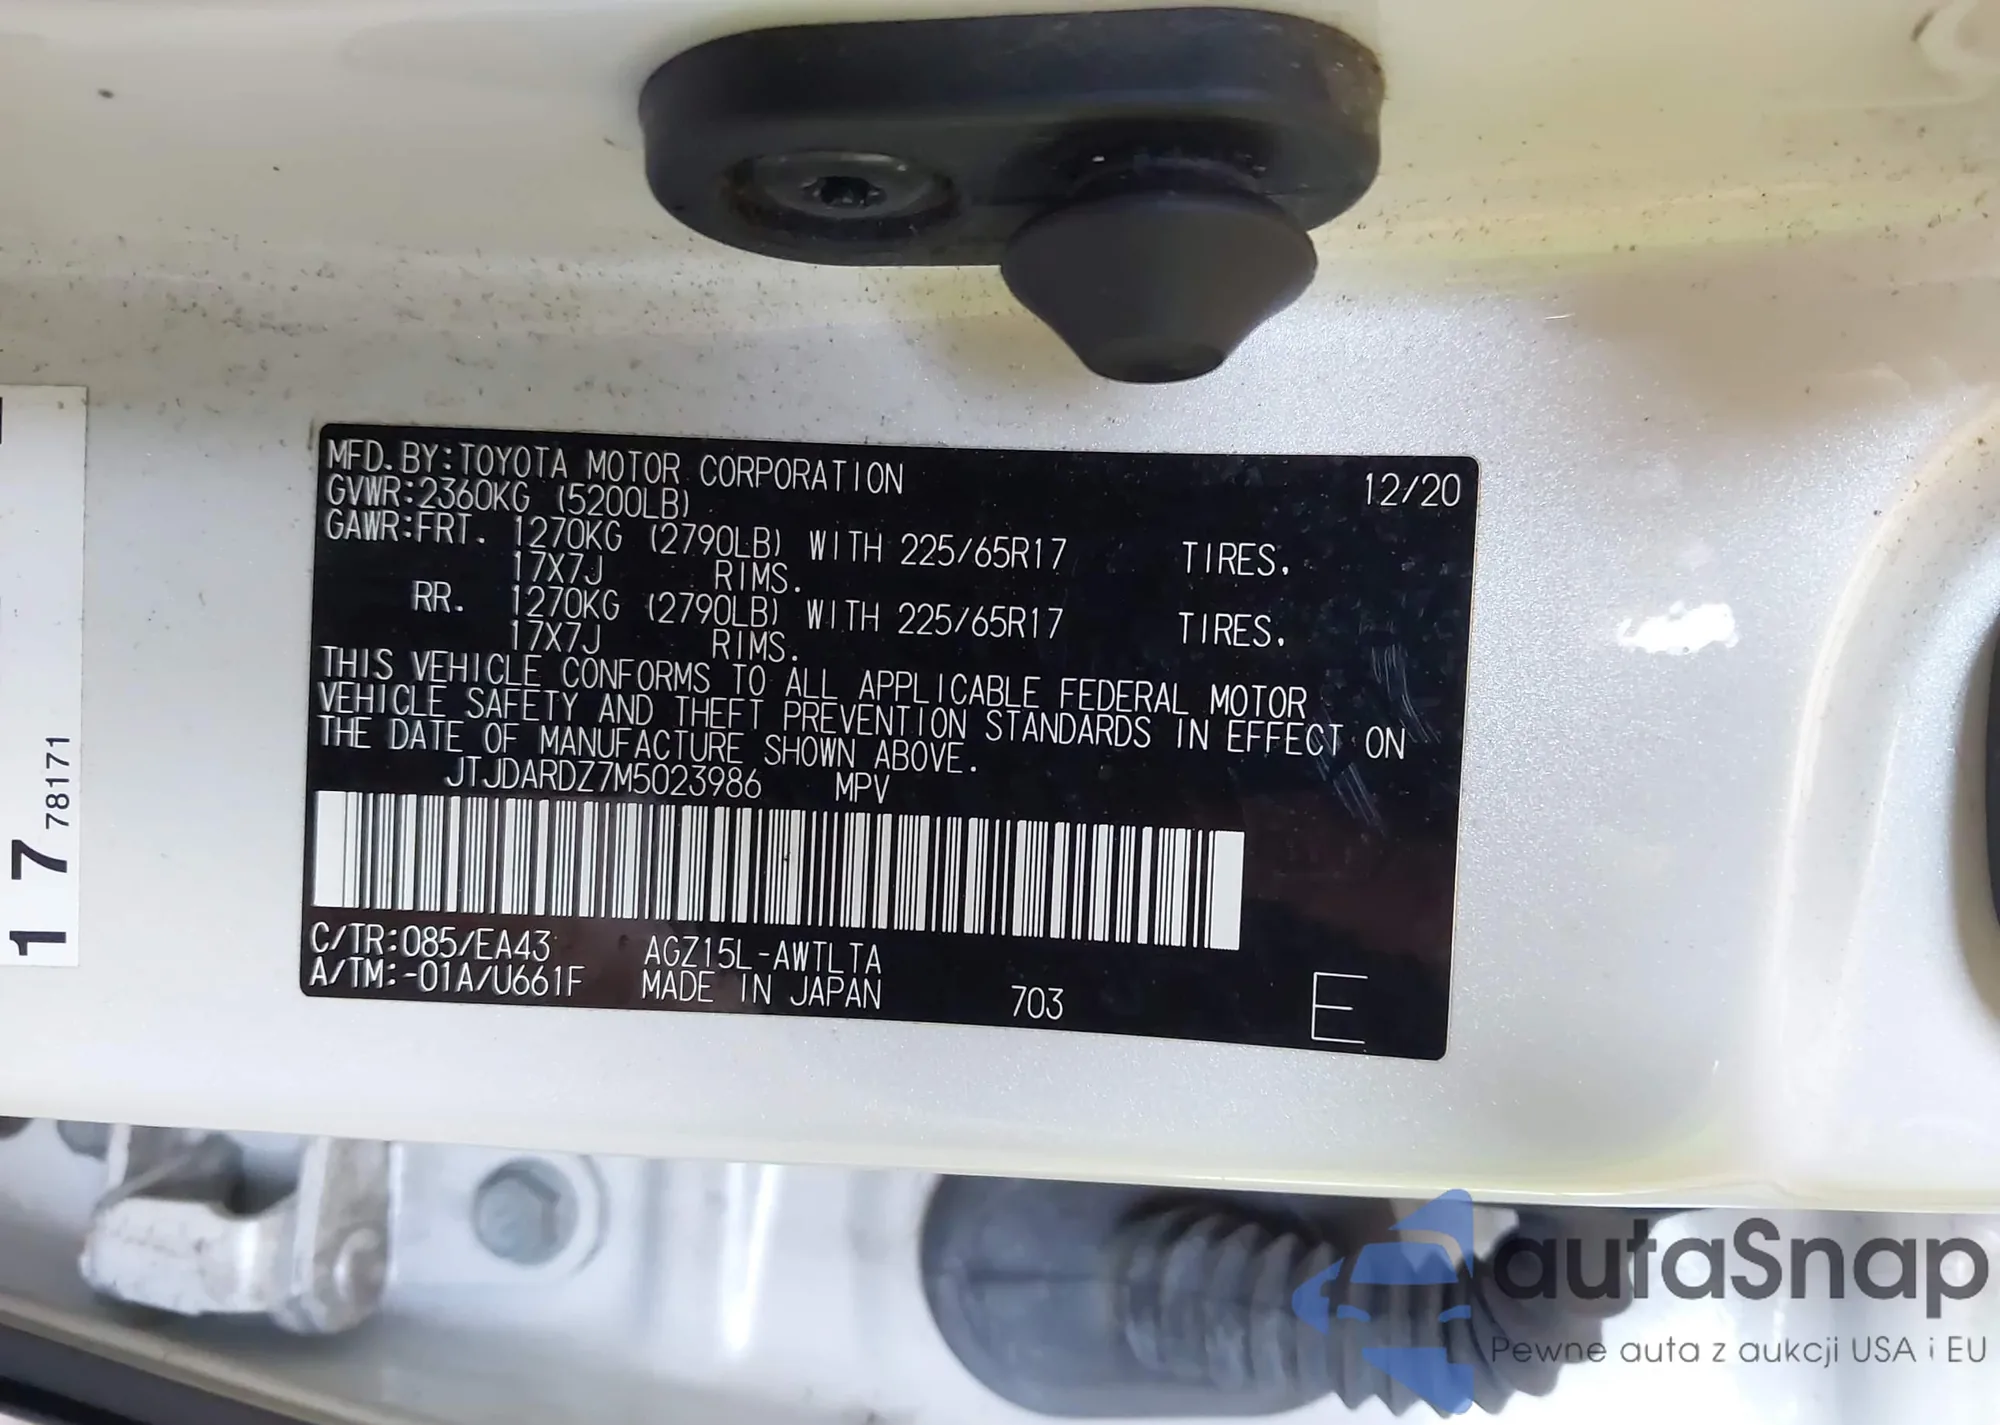 MFD.BY:TOYOTA MOTOR CORPORATION 12/20
GVWR:2360KG (5200LB)
GAWR:FRT. 1270KG (2790LB) WITH 225/65R17 TIRES.
17X7J RIMS.
RR. 1270KG (2790LB) WITH 225/65R17 TIRES.
17X7J RIMS.
THIS VEHICLE CONFORMS TO ALL APPLICABLE FEDERAL MOTOR
VEHICLE SAFETY AND THEFT PREVENTION STANDARDS IN EFFECT ON
THE DATE OF MANUFACTURE SHOWN ABOVE.
JTJDARDZ7M5023986 MPV
C/TR:085/EA43 AGZ15L-AWTLTA
A/TM:-01A/U661F MADE IN JAPAN 703 E
17 78171
autaSnap
Pewne auta z aukcji USA i EU